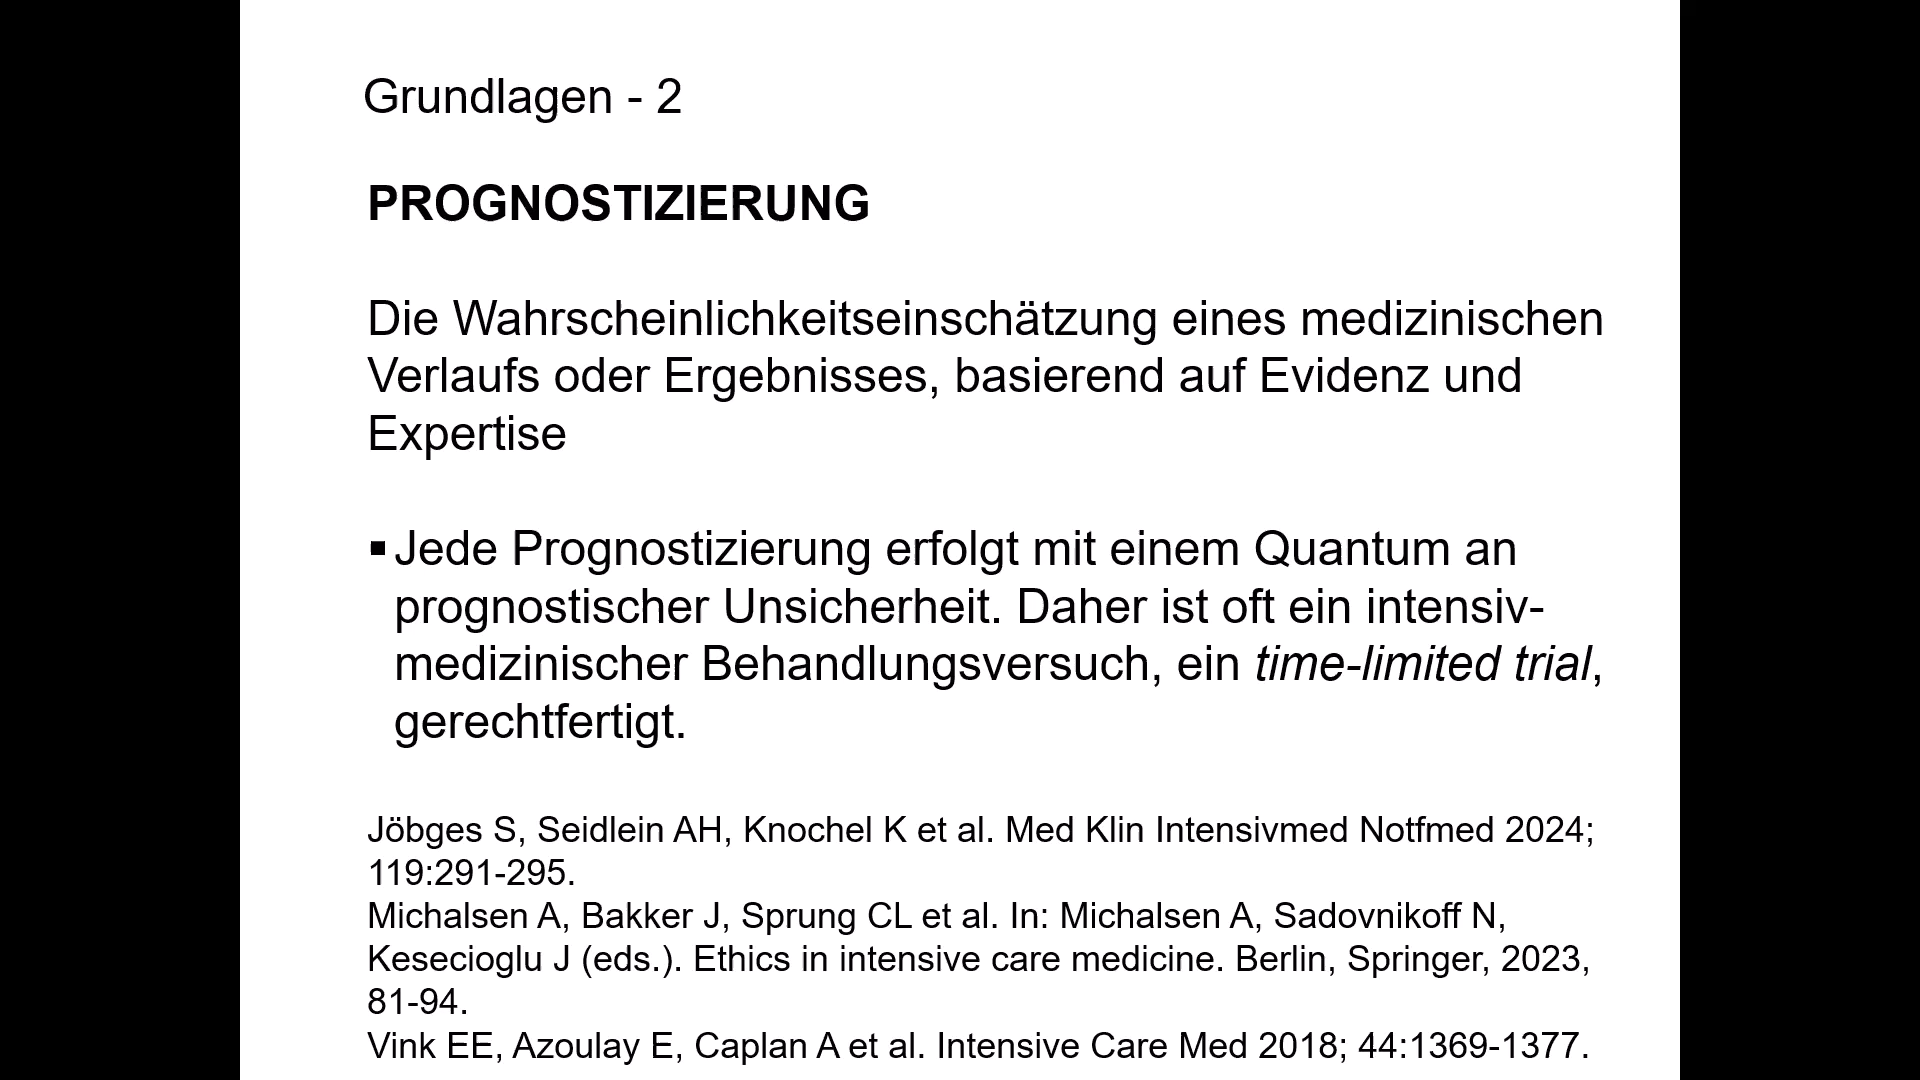 Grundlagen - 2
PROGNOSTIZIERUNG
Die Wahrscheinlichkeitseinschätzung eines medizinischen
Verlaufs oder Ergebnisses, basierend auf Evidenz und
Expertise
▪ Jede Prognostizierung erfolgt mit einem Quantum an
prognostischer Unsicherheit. Daher ist oft ein intensiv-
medizinischer Behandlungsversuch, ein time-limited trial,
gerechtfertigt.
Jöbges S, Seidlein AH, Knochel K et al. Med Klin Intensivmed Notfmed 2024;
119:291-295.
Michalsen A, Bakker J, Sprung CL et al. In: Michalsen A, Sadovnikoff N,
Kesecioglu J (eds.). Ethics in intensive care medicine. Berlin, Springer, 2023,
81-94.
Vink EE, Azoulay E, Caplan A et al. Intensive Care Med 2018; 44:1369-1377.